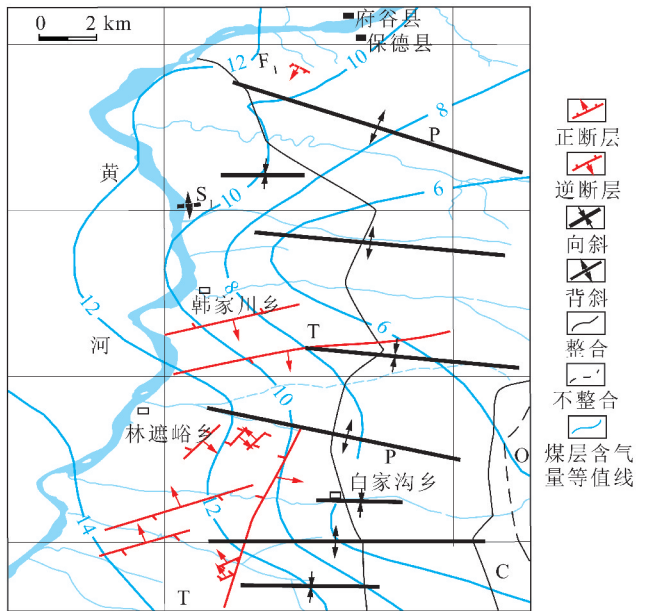 0 2 km
府谷县
保德县
12
10
F1
8
P
黄
10
S1
6
正断层
逆断层
12
韩家川乡
8
向斜
河
T
6
背斜
整合
10
林遮峪乡
P
不整合
白家沟乡
O
煤层含气
量等值线
14
12
T
C